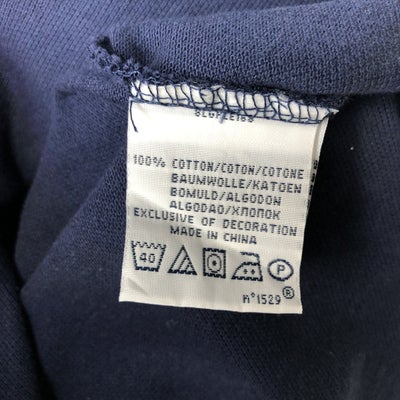 100% COTTON/COTON/COTONE
BAUMWOLLE/KATOEN
BOMULD/ALGODON
ALGODAO/ХЛОПОК
EXCLUSIVE OF DECORATION
MADE IN CHINA
40 P
n°1529 ®